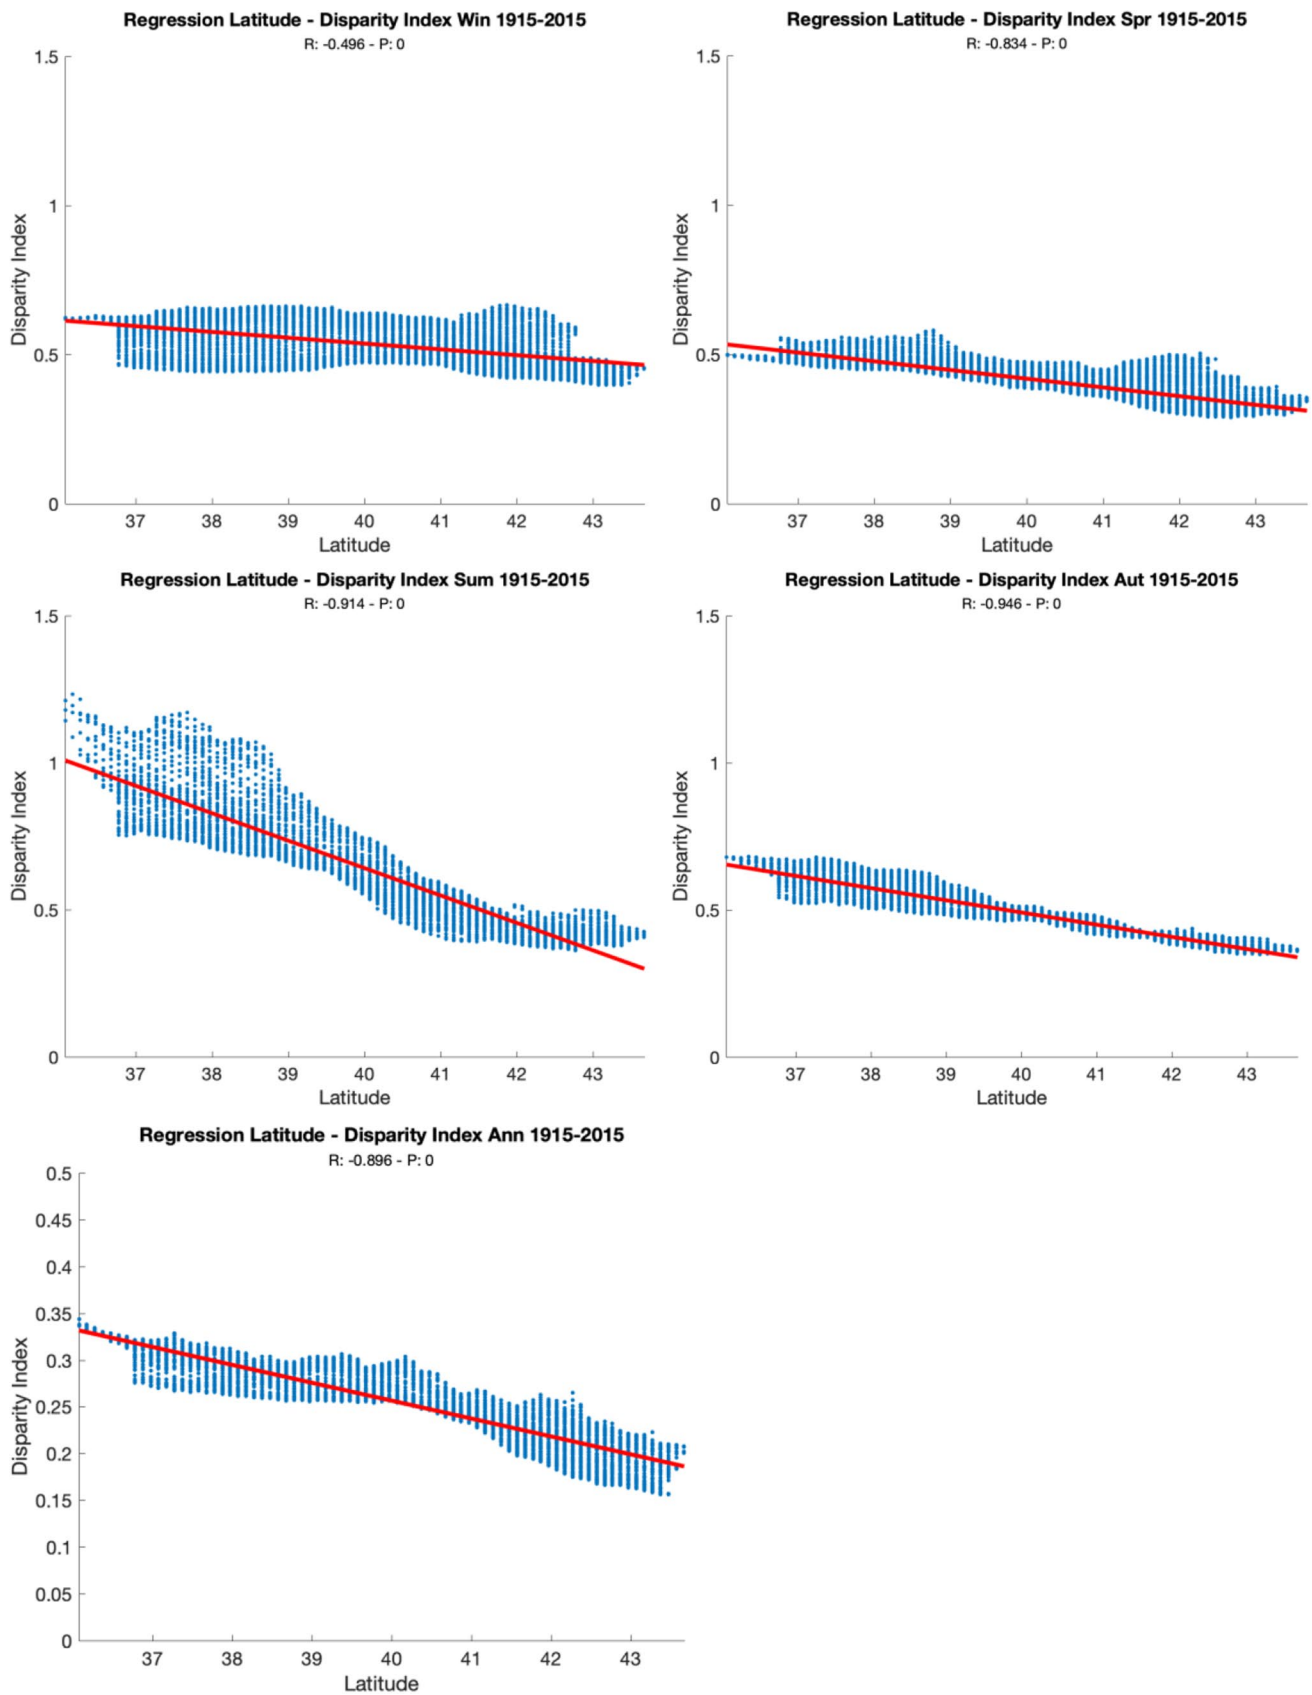 Regression Latitude - Disparity Index Win 1915-2015
R: -0.496 - P: 0
1.5
1
0.5
0
Disparity Index
37 38 39 40 41 42 43
Latitude
Regression Latitude - Disparity Index Spr 1915-2015
R: -0.834 - P: 0
1.5
1
0.5
0
Disparity Index
37 38 39 40 41 42 43
Latitude
Regression Latitude - Disparity Index Sum 1915-2015
R: -0.914 - P: 0
1.5
1
0.5
0
Disparity Index
37 38 39 40 41 42 43
Latitude
Regression Latitude - Disparity Index Aut 1915-2015
R: -0.946 - P: 0
1.5
1
0.5
0
Disparity Index
37 38 39 40 41 42 43
Latitude
Regression Latitude - Disparity Index Ann 1915-2015
R: -0.896 - P: 0
0.5
0.45
0.4
0.35
0.3
0.25
0.2
0.15
0.1
0.05
0
Disparity Index
37 38 39 40 41 42 43
Latitude